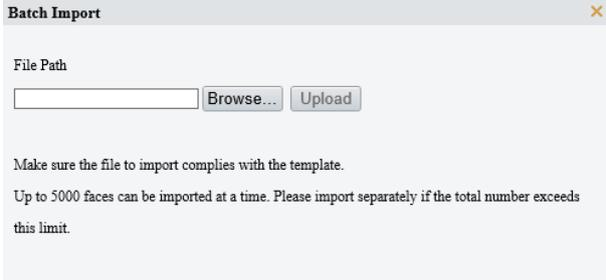 Batch Import
File Path
Browse... Upload
Make sure the file to import complies with the template.
Up to 5000 faces can be imported at a time. Please import separately if the total number exceeds
this limit.